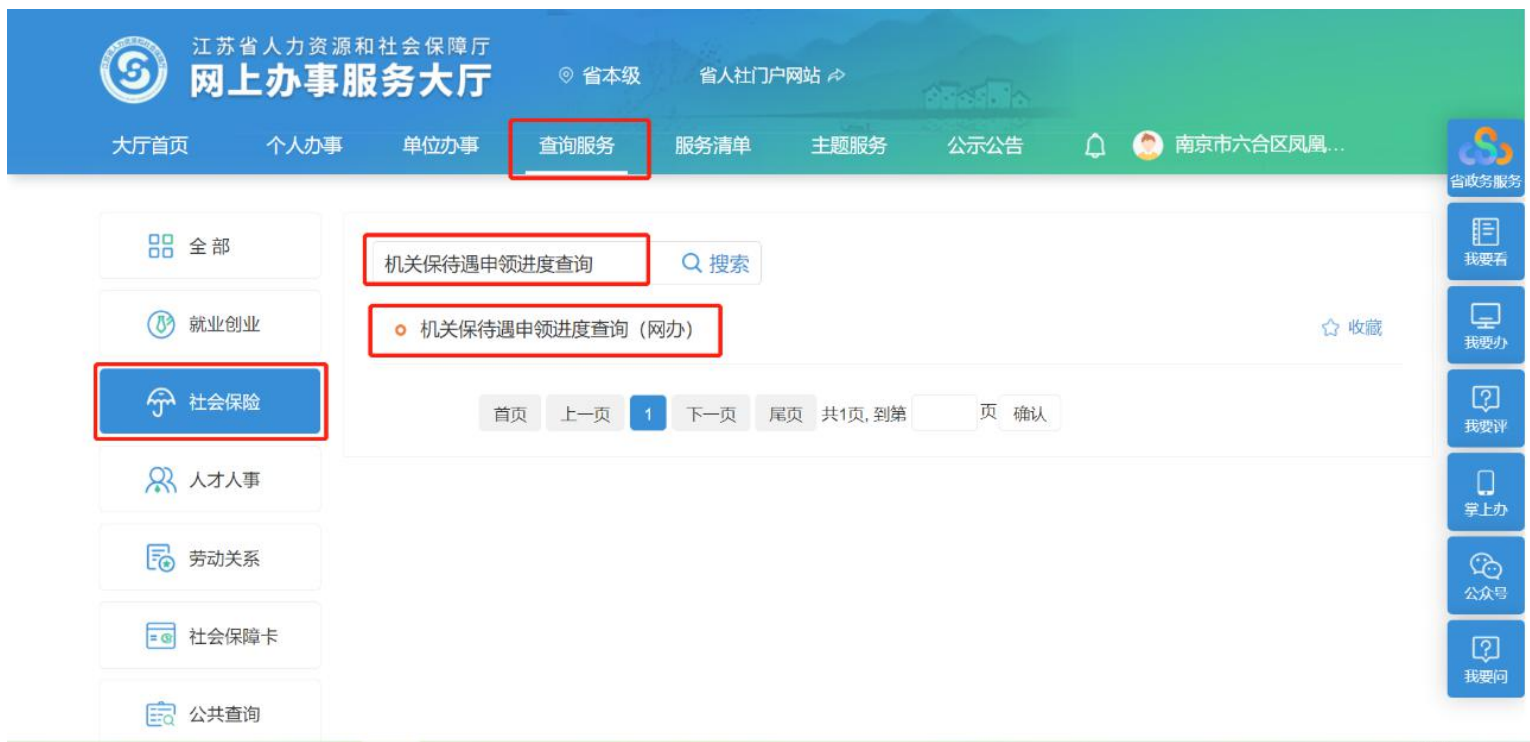 江苏省人力资源和社会保障厅
网上办事服务大厅
省本级
省人社门户网站
大厅首页 个人办事 单位办事 查询服务 服务清单 主题服务 公示公告 南京市六合区凤凰...
全部
就业创业
社会保险
人才人事
劳动关系
社会保障卡
公共查询
机关保待遇申领进度查询 搜索
机关保待遇申领进度查询（网办） 收藏
首页 上一页 1 下一页 尾页 共1页, 到第 页 确认
省政务服务
我要看
我要办
我要评
掌上办
公众号
我要问